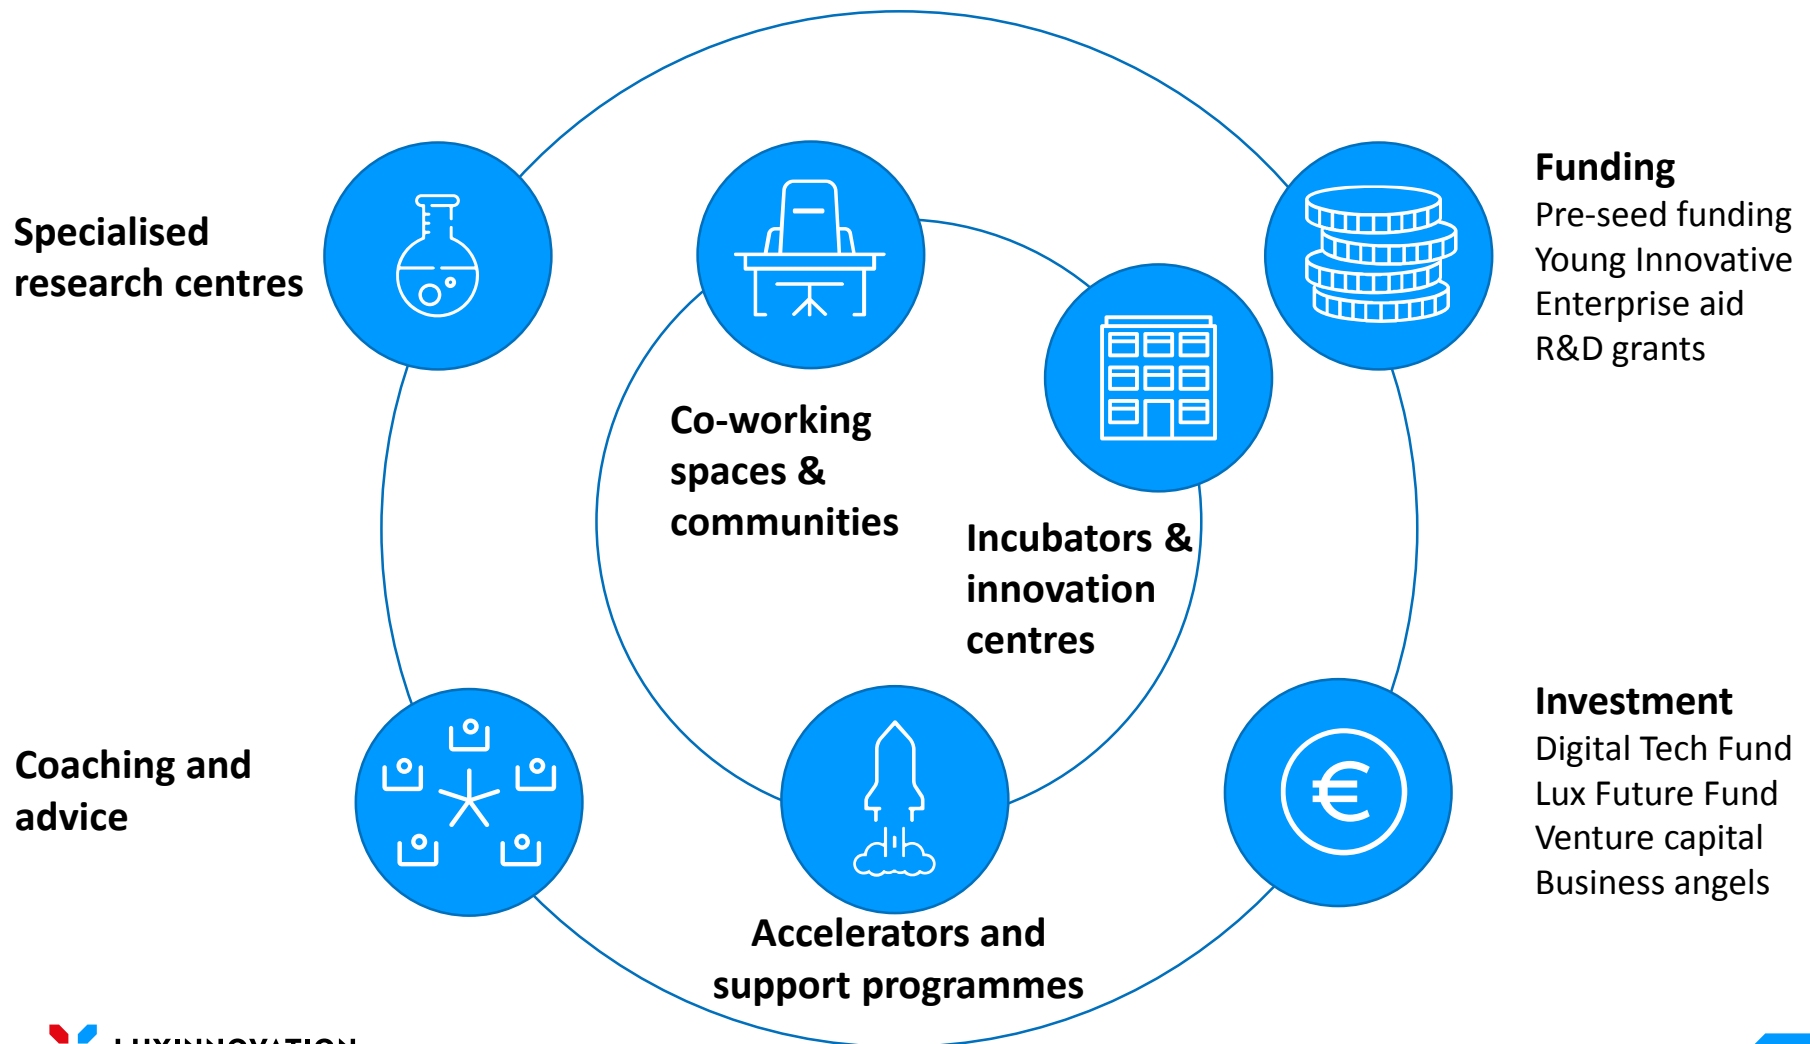 Specialised
research centres
Funding
Pre-seed funding
Young Innovative
Enterprise aid
R&D grants
Co-working
spaces &
communities
Incubators &
innovation
centres
Coaching and
advice
Investment
Digital Tech Fund
Lux Future Fund
Venture capital
Business angels
€
Accelerators and
support programmes
LUXINNOVATION